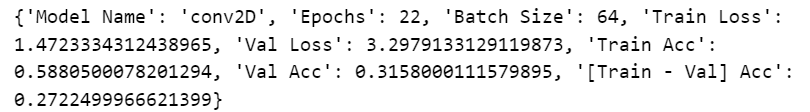 {'Model Name': 'conv2D', 'Epochs': 22, 'Batch Size': 64, 'Train Loss':
1.4723334312438965, 'Val Loss': 3.2979133129119873, 'Train Acc':
0.5880500078201294, 'Val Acc': 0.3158000111579895, '[Train - Val] Acc':
0.2722499966621399}